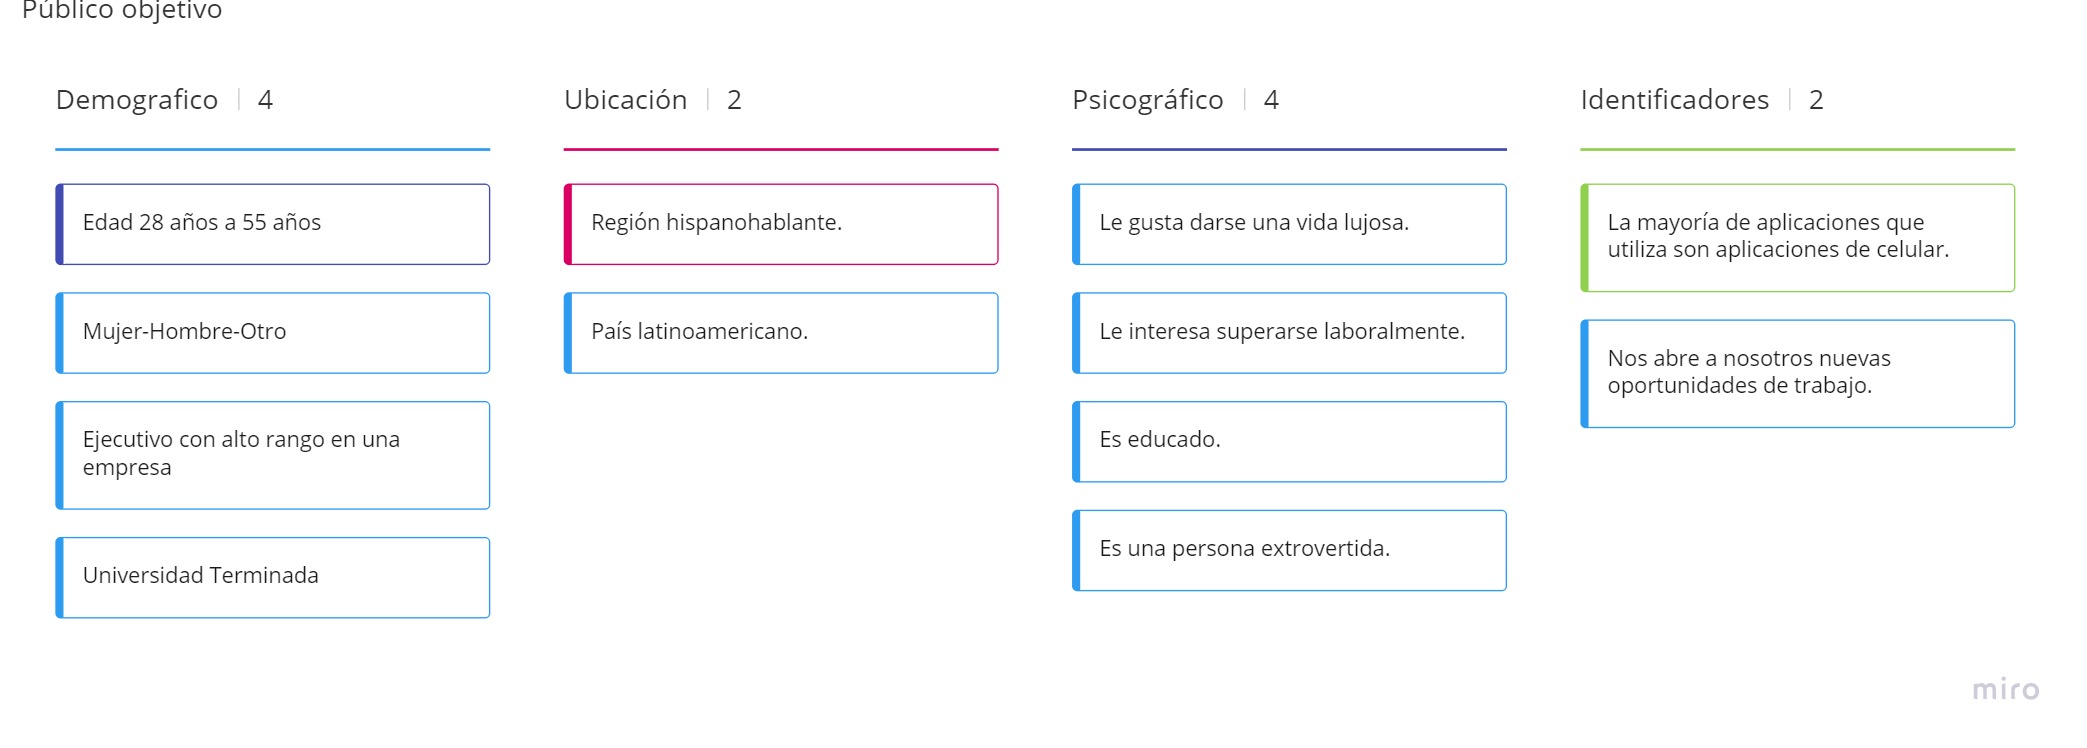 Público objetivo
Demografico | 4
Edad 28 años a 55 años
Mujer-Hombre-Otro
Ejecutivo con alto rango en una
empresa
Universidad Terminada
Ubicación | 2
Región hispanohablante.
País latinoamericano.
Psicográfico | 4
Le gusta darse una vida lujosa.
Le interesa superarse laboralmente.
Es educado.
Es una persona extrovertida.
Identificadores | 2
La mayoría de aplicaciones que
utiliza son aplicaciones de celular.
Nos abre a nosotros nuevas
oportunidades de trabajo.
miro